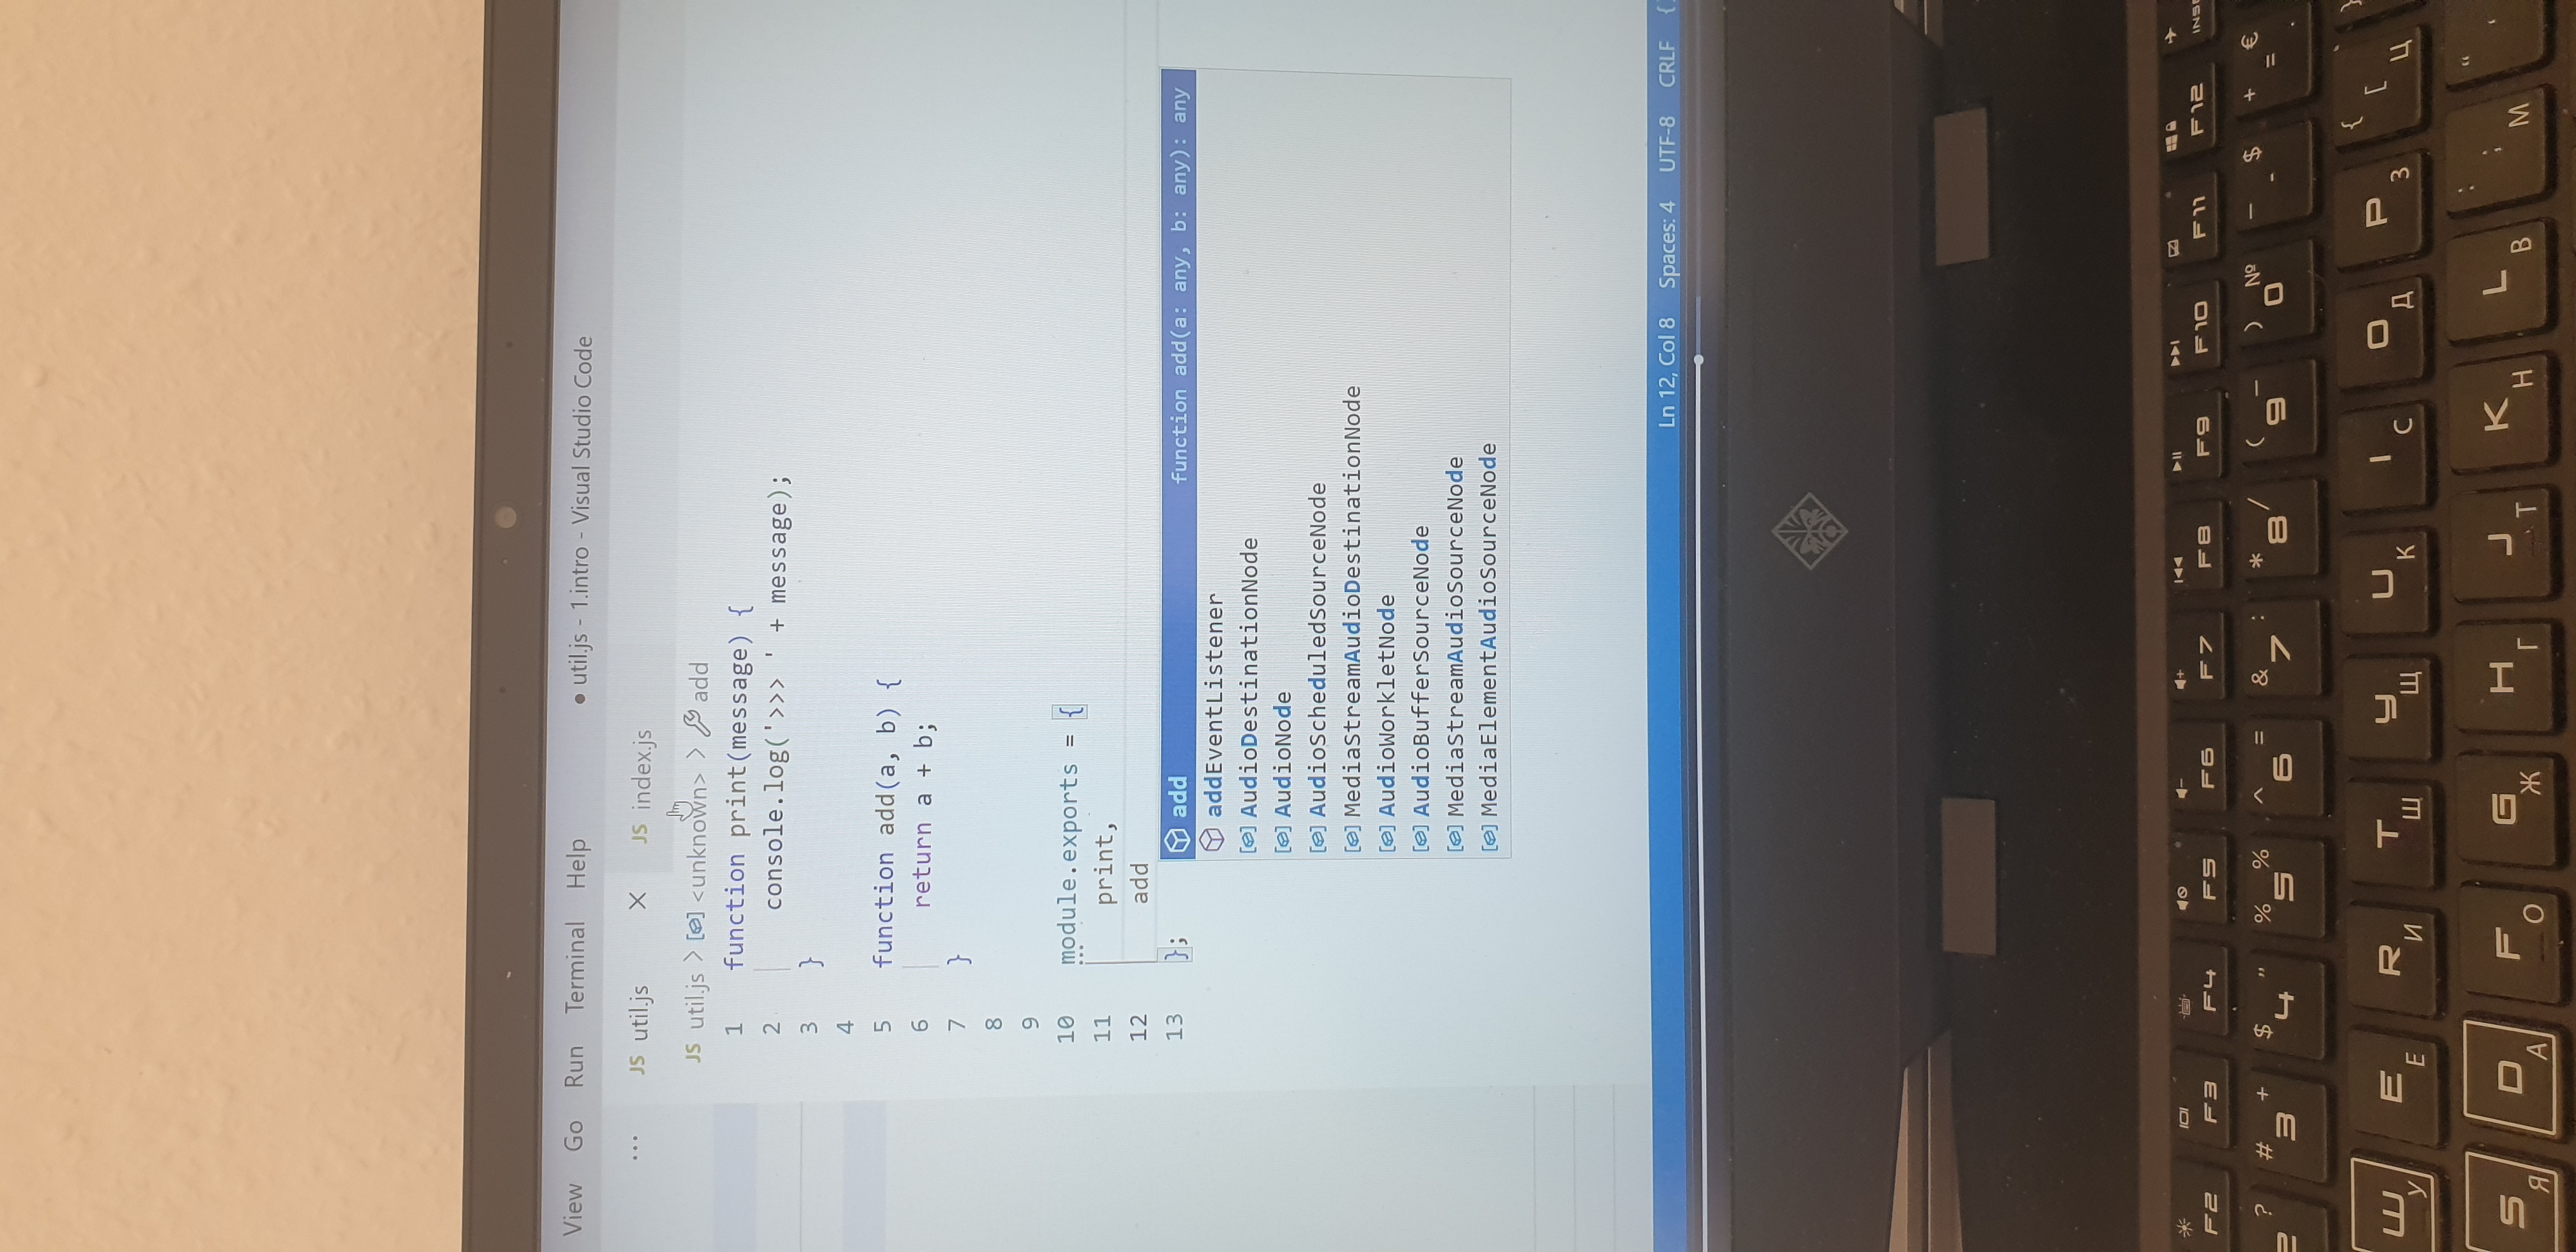 View Go Run Terminal Help ● util.js - 1.intro - Visual Studio Code
... JS util.js X JS index.js
JS util.js > <unknown> > add
1 function print(message) {
2 console.log('>>> ' + message);
3 }
4
5 function add(a, b) {
6 return a + b;
7 }
8
9
10 module.exports = {
11 print,
12 add
13 };
add function add(a: any, b: any): any
addEventListener
AudioDestinationNode
AudioNode
AudioScheduledSourceNode
MediaStreamAudioDestinationNode
AudioWorkletNode
AudioBufferSourceNode
MediaStreamAudioSourceNode
MediaElementAudioSourceNode
Ln 12, Col 8 Spaces: 4 UTF-8 CRLF {
F2 F3 F4 F5 F6 F7 F8 F9 F10 F11 F12
? # + $ " % % ^ = & : * / ( – ) № — $ + €
2 3 4 5 6 7 8 9 0 - =
W У E Е R И T Ш Y Щ U К I С O Д P З { [ Ц
S Я D А F О G Ж H Г J Т K Н L В : ; М “